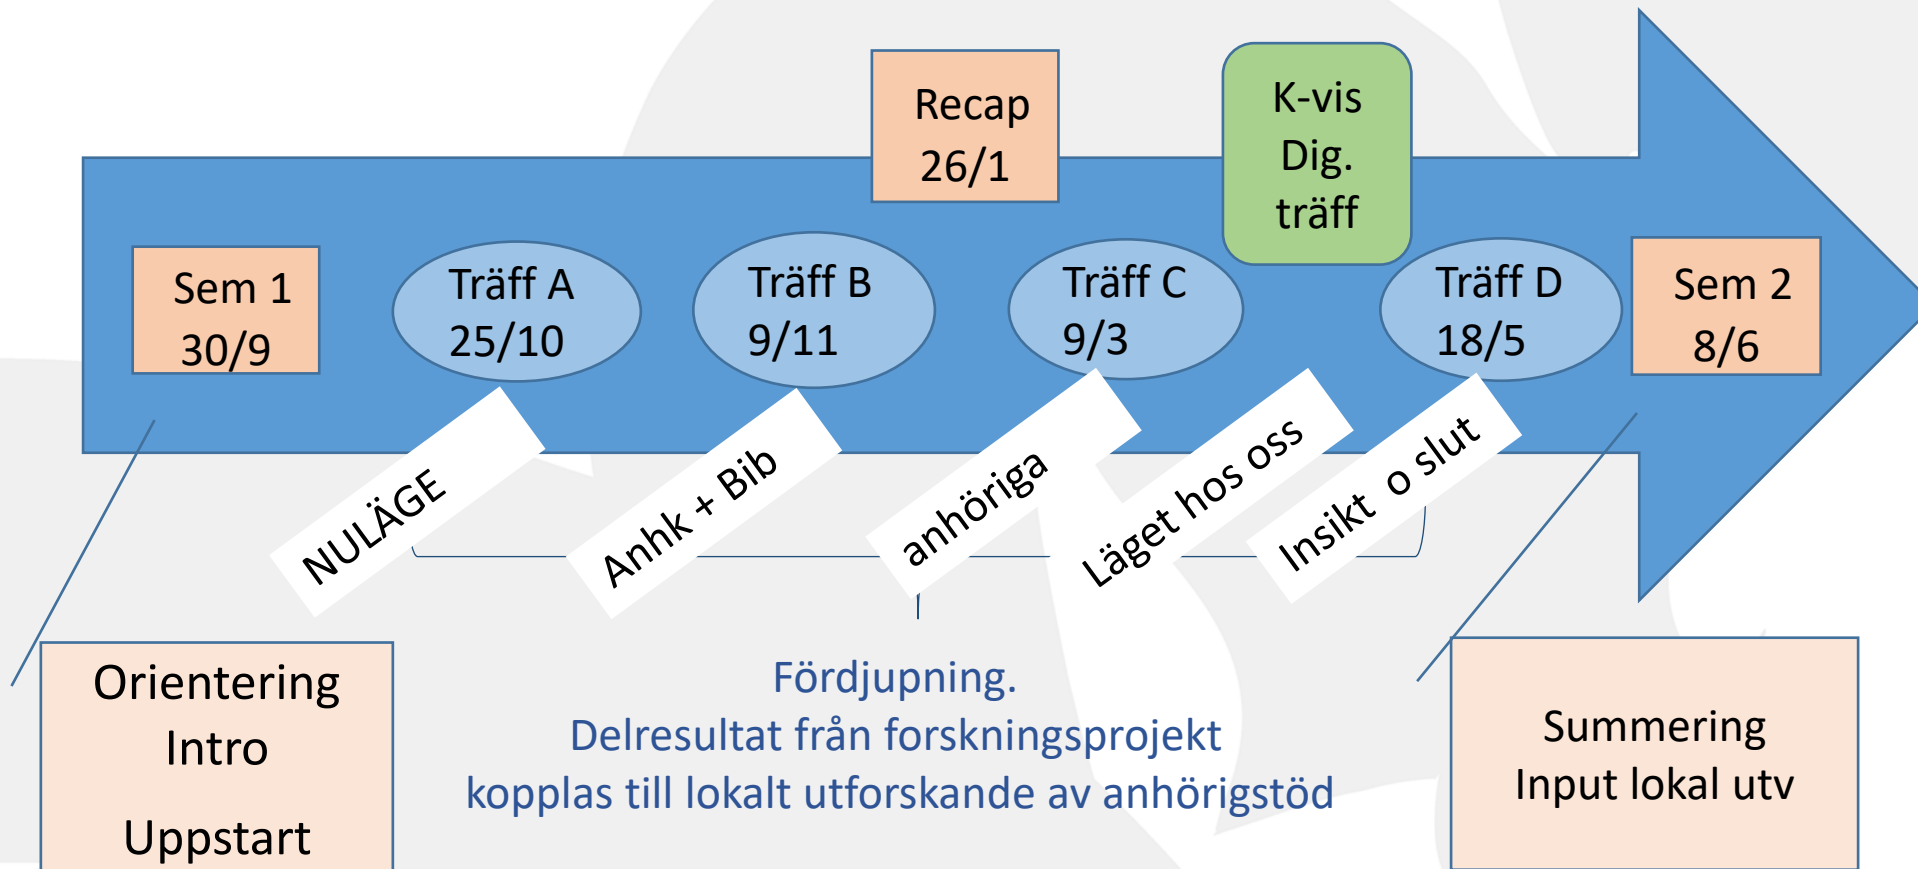 Recap
26/1
K-vis
Dig.
träff
Sem 1
30/9
Träff A
25/10
Träff B
9/11
Träff C
9/3
Träff D
18/5
Sem 2
8/6
NULÄGE
Anhk + Bib
anhöriga
Läget hos oss
Insikt o slut
Orientering
Intro
Uppstart
Fördjupning.
Delresultat från forskningsprojekt
kopplas till lokalt utforskande av anhörigstöd
Summering
Input lokal utv